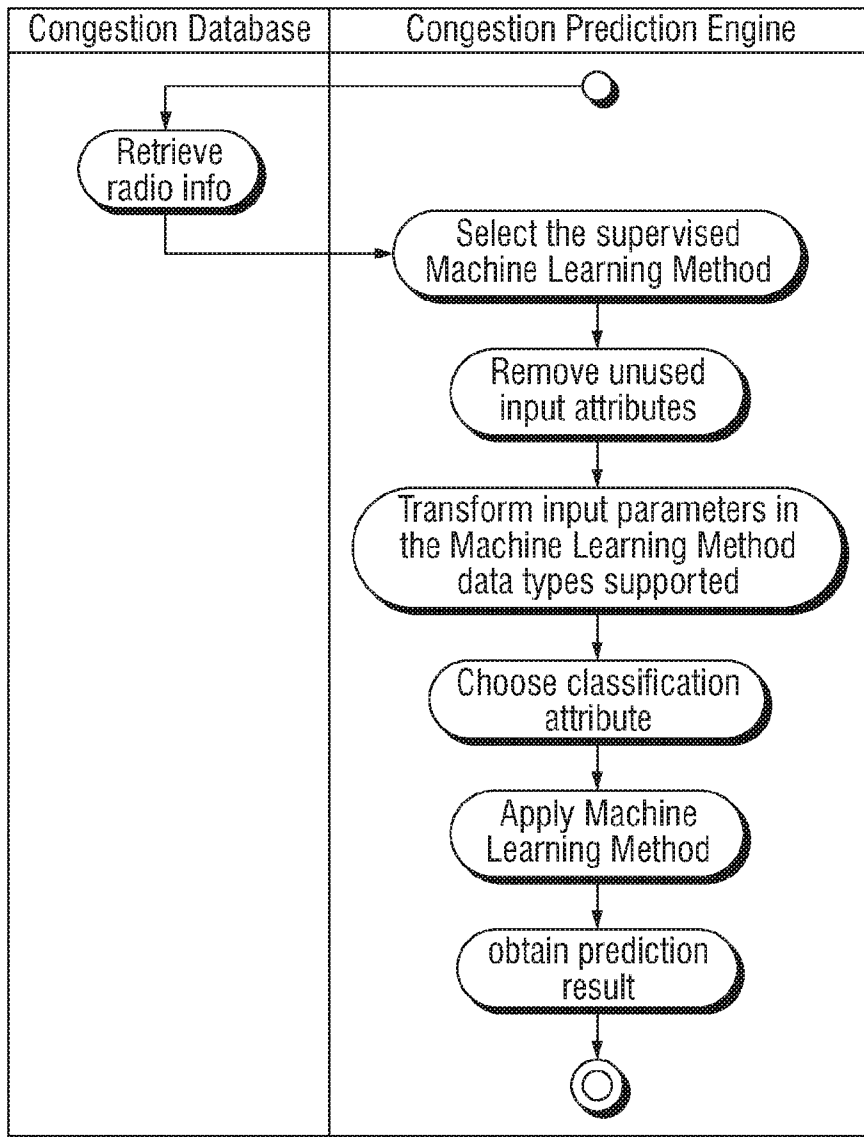 Congestion Database
Congestion Prediction Engine
Retrieve
radio info
Select the supervised
Machine Learning Method
Remove unused
input attributes
Transform input parameters in
the Machine Learning Method
data types supported
Choose classification
attribute
Apply Machine
Learning Method
obtain prediction
result